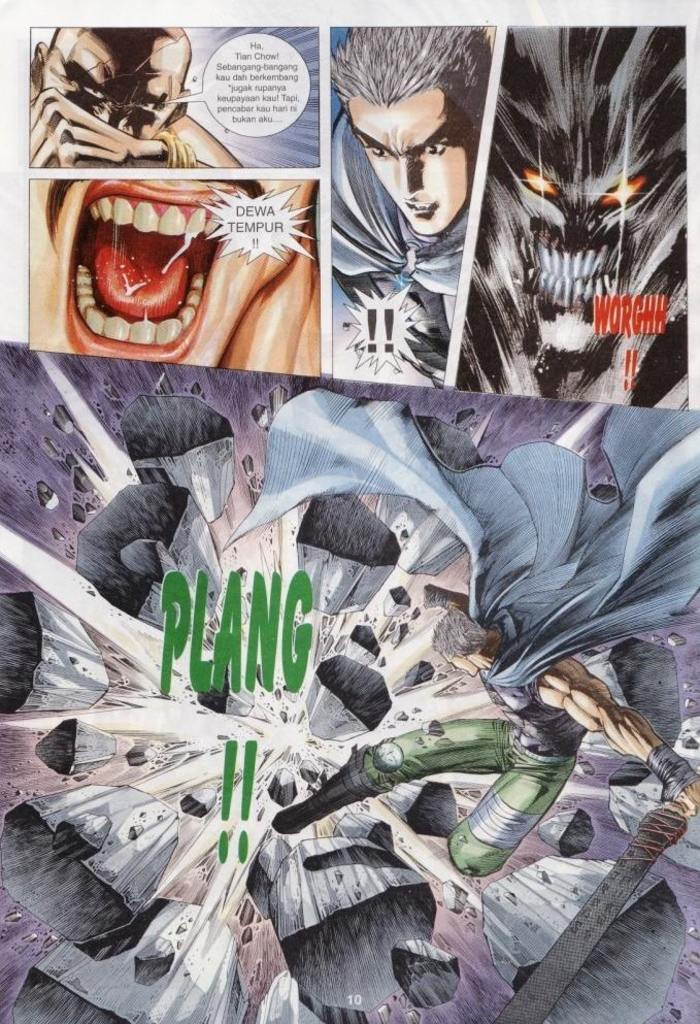 Ha,
Tian Chow!
Sebangang-bangang
kau dah berkembang
"jugak rupanya
keupayaan kau! Tapi,
pencabar kau hari ni
bukan aku....
DEWA
TEMPUR
!!
!!
WORGHH
!!
PLANG
!!
10